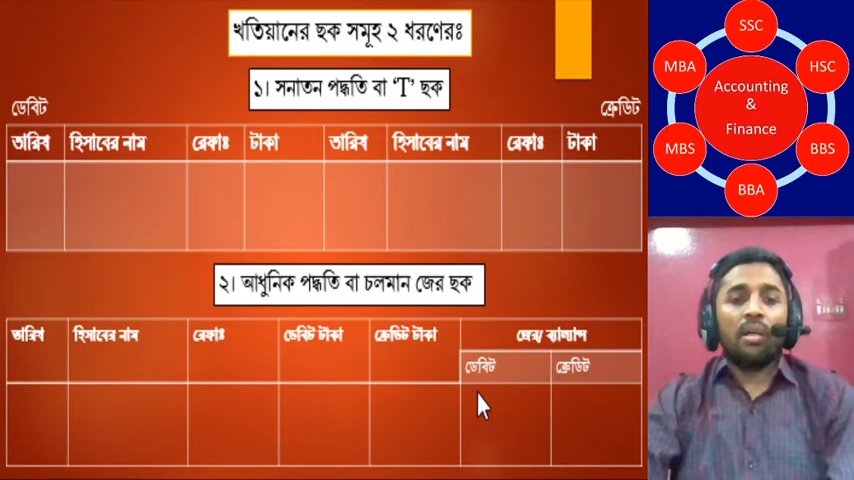 খতিয়ানের ছক সমূহ ২ ধরণেরঃ
১। সনাতন পদ্ধতি বা ‘T’ ছক
ডেবিট ক্রেডিট
তারিখ হিসাবের নাম রেফাঃ টাকা তারিখ হিসাবের নাম রেফাঃ টাকা
২। আধুনিক পদ্ধতি বা চলমান জের ছক
তারিখ হিসাবের নাম রেফাঃ ডেবিট টাকা ক্রেডিট টাকা জের/ ব্যালান্স
ডেবিট ক্রেডিট
SSC
MBA HSC
Accounting
&
Finance
MBS BBS
BBA